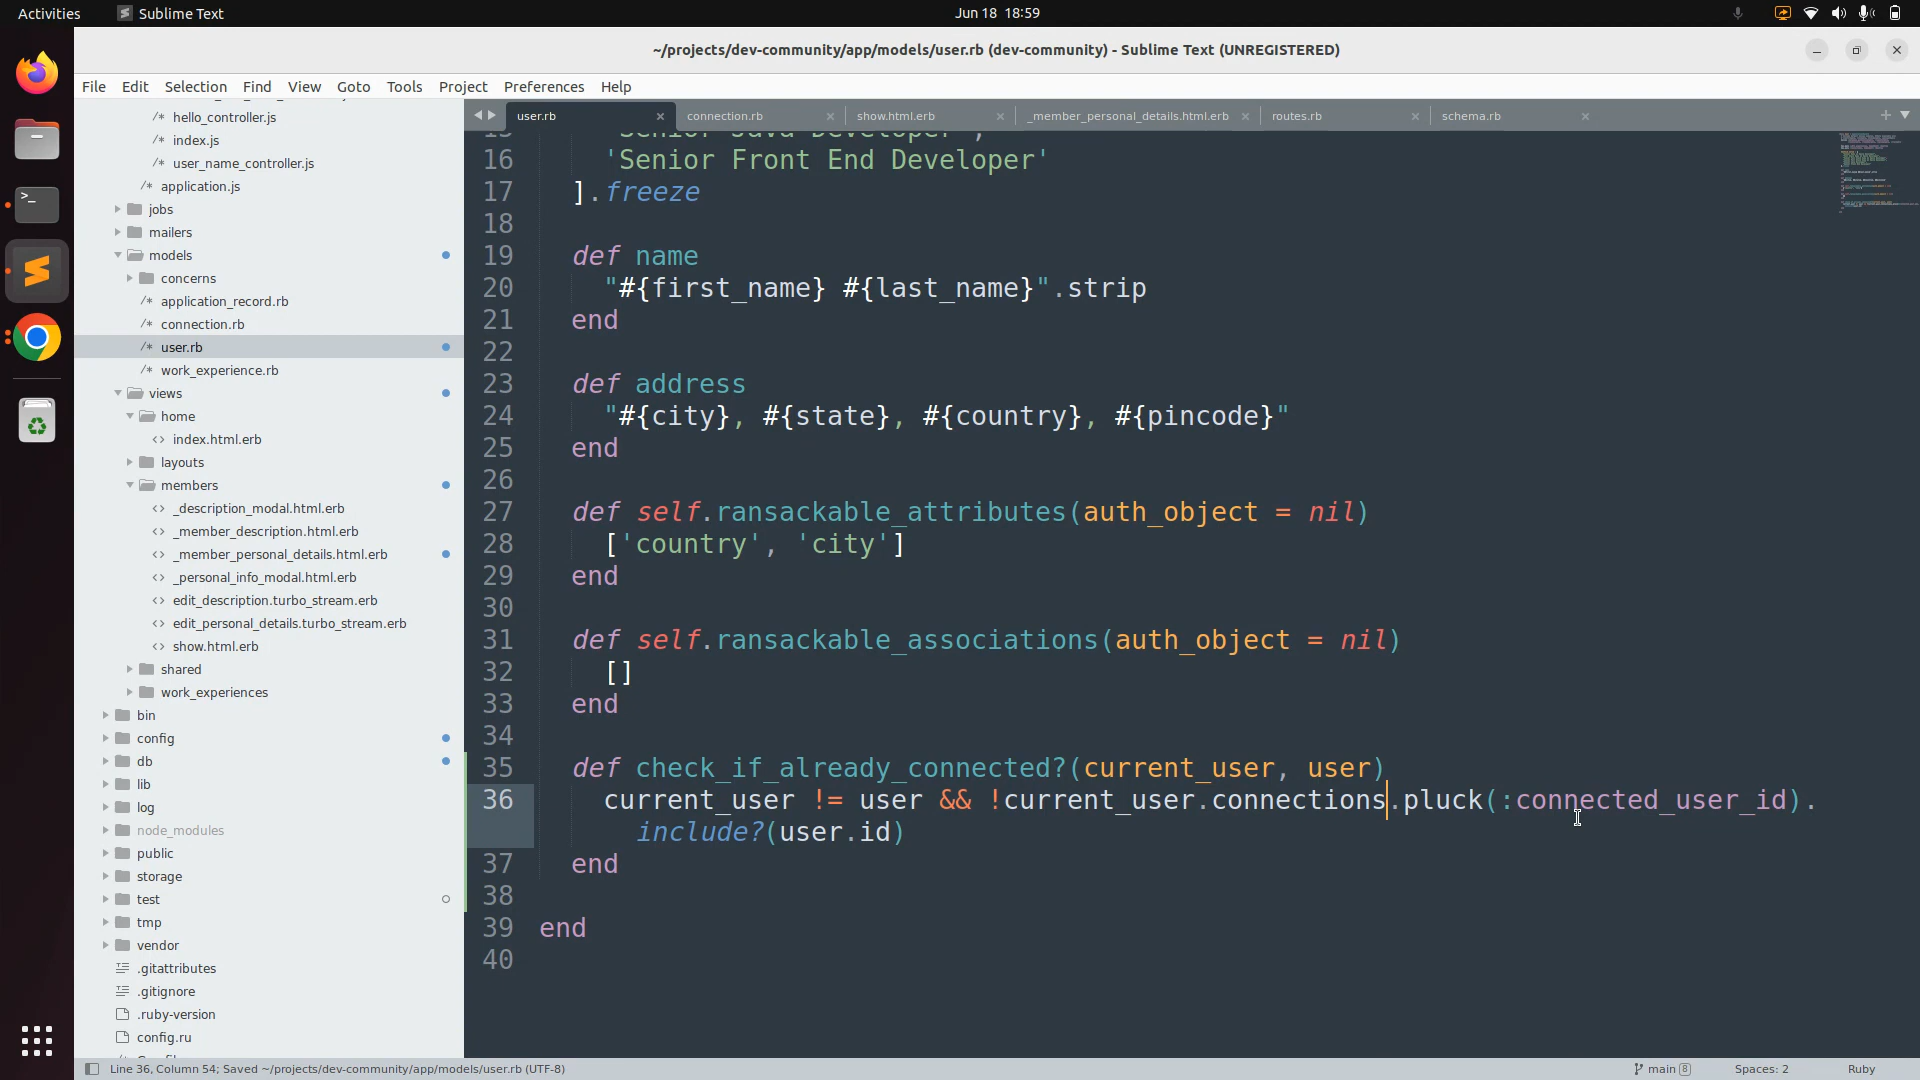 Activities
Sublime Text
Jun 18 18:59
~/projects/dev-community/app/models/user.rb (dev-community) - Sublime Text (UNREGISTERED)
File Edit Selection Find View Goto Tools Project Preferences Help
hello_controller.js
index.js
user_name_controller.js
application.js
jobs
mailers
models
concerns
application_record.rb
connection.rb
user.rb
work_experience.rb
views
home
index.html.erb
layouts
members
_description_modal.html.erb
_member_description.html.erb
_member_personal_details.html.erb
_personal_info_modal.html.erb
edit_description.turbo_stream.erb
edit_personal_details.turbo_stream.erb
show.html.erb
shared
work_experiences
bin
config
db
lib
log
node_modules
public
storage
test
tmp
vendor
.gitattributes
.gitignore
.ruby-version
config.ru
user.rb
connection.rb
show.html.erb
_member_personal_details.html.erb
routes.rb
schema.rb
15 'Senior Java Developer',
16 'Senior Front End Developer'
17 ].freeze
18
19 def name
20 "#{first_name} #{last_name}".strip
21 end
22
23 def address
24 "#{city}, #{state}, #{country}, #{pincode}"
25 end
26
27 def self.ransackable_attributes(auth_object = nil)
28 ['country', 'city']
29 end
30
31 def self.ransackable_associations(auth_object = nil)
32 []
33 end
34
35 def check_if_already_connected?(current_user, user)
36 current_user != user && !current_user.connections.pluck(:connected_user_id).
include?(user.id)
37 end
38
39 end
40
Line 36, Column 54; Saved ~/projects/dev-community/app/models/user.rb (UTF-8)
main 8
Spaces: 2
Ruby